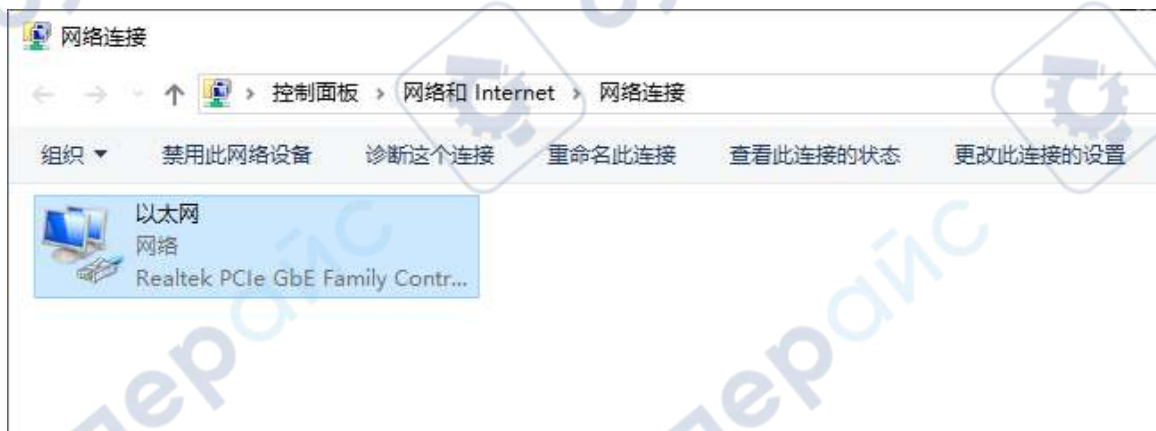 网络连接
控制面板 › 网络和 Internet › 网络连接
组织 禁用此网络设备 诊断这个连接 重命名此连接 查看此连接的状态 更改此连接的设置
以太网
网络
Realtek PCIe GbE Family Contr...